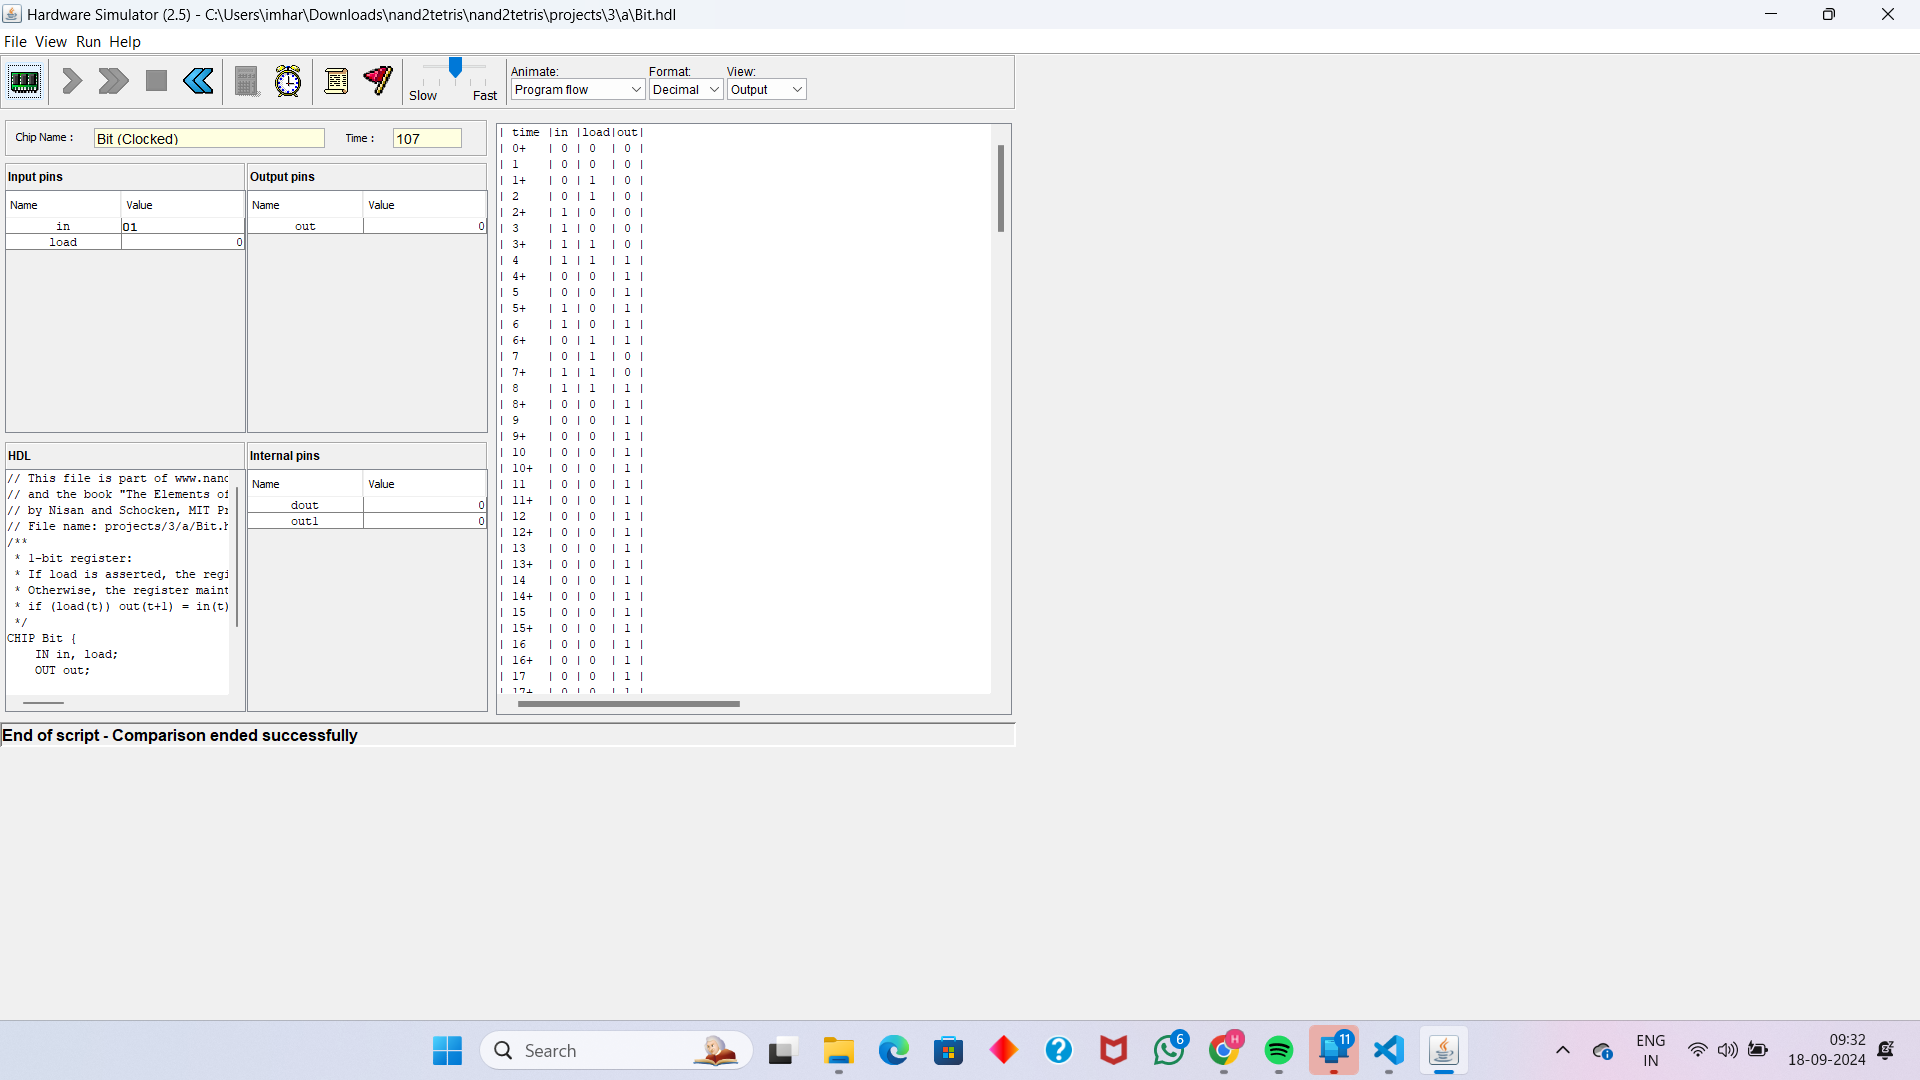 Hardware Simulator (2.5) - C:\Users\imhar\Downloads\nand2tetris\nand2tetris\projects\3\a\Bit.hdl
File View Run Help
Slow Fast
Animate: Format: View:
Program flow Decimal Output
Chip Name : Bit (Clocked) Time : 107
Input pins
Name Value
in 01
load 0
Output pins
Name Value
out 0
HDL
// This file is part of www.nand
// and the book "The Elements of
// by Nisan and Schocken, MIT Pr
// File name: projects/3/a/Bit.h
/**
* 1-bit register:
* If load is asserted, the regi
* Otherwise, the register maint
* if (load(t)) out(t+1) = in(t)
*/
CHIP Bit {
IN in, load;
OUT out;
Internal pins
Name Value
dout 0
out1 0
| time |in |load|out|
| 0+ | 0 | 0 | 0 |
| 1 | 0 | 0 | 0 |
| 1+ | 0 | 1 | 0 |
| 2 | 0 | 1 | 0 |
| 2+ | 1 | 0 | 0 |
| 3 | 1 | 0 | 0 |
| 3+ | 1 | 1 | 0 |
| 4 | 1 | 1 | 1 |
| 4+ | 0 | 0 | 1 |
| 5 | 0 | 0 | 1 |
| 5+ | 1 | 0 | 1 |
| 6 | 1 | 0 | 1 |
| 6+ | 0 | 1 | 1 |
| 7 | 0 | 1 | 0 |
| 7+ | 1 | 1 | 0 |
| 8 | 1 | 1 | 1 |
| 8+ | 0 | 0 | 1 |
| 9 | 0 | 0 | 1 |
| 9+ | 0 | 0 | 1 |
| 10 | 0 | 0 | 1 |
| 10+ | 0 | 0 | 1 |
| 11 | 0 | 0 | 1 |
| 11+ | 0 | 0 | 1 |
| 12 | 0 | 0 | 1 |
| 12+ | 0 | 0 | 1 |
| 13 | 0 | 0 | 1 |
| 13+ | 0 | 0 | 1 |
| 14 | 0 | 0 | 1 |
| 14+ | 0 | 0 | 1 |
| 15 | 0 | 0 | 1 |
| 15+ | 0 | 0 | 1 |
| 16 | 0 | 0 | 1 |
| 16+ | 0 | 0 | 1 |
| 17 | 0 | 0 | 1 |
| 17+ | 0 | 0 | 1 |
End of script - Comparison ended successfully
Search
6
H
11
ENG
IN
09:32
18-09-2024